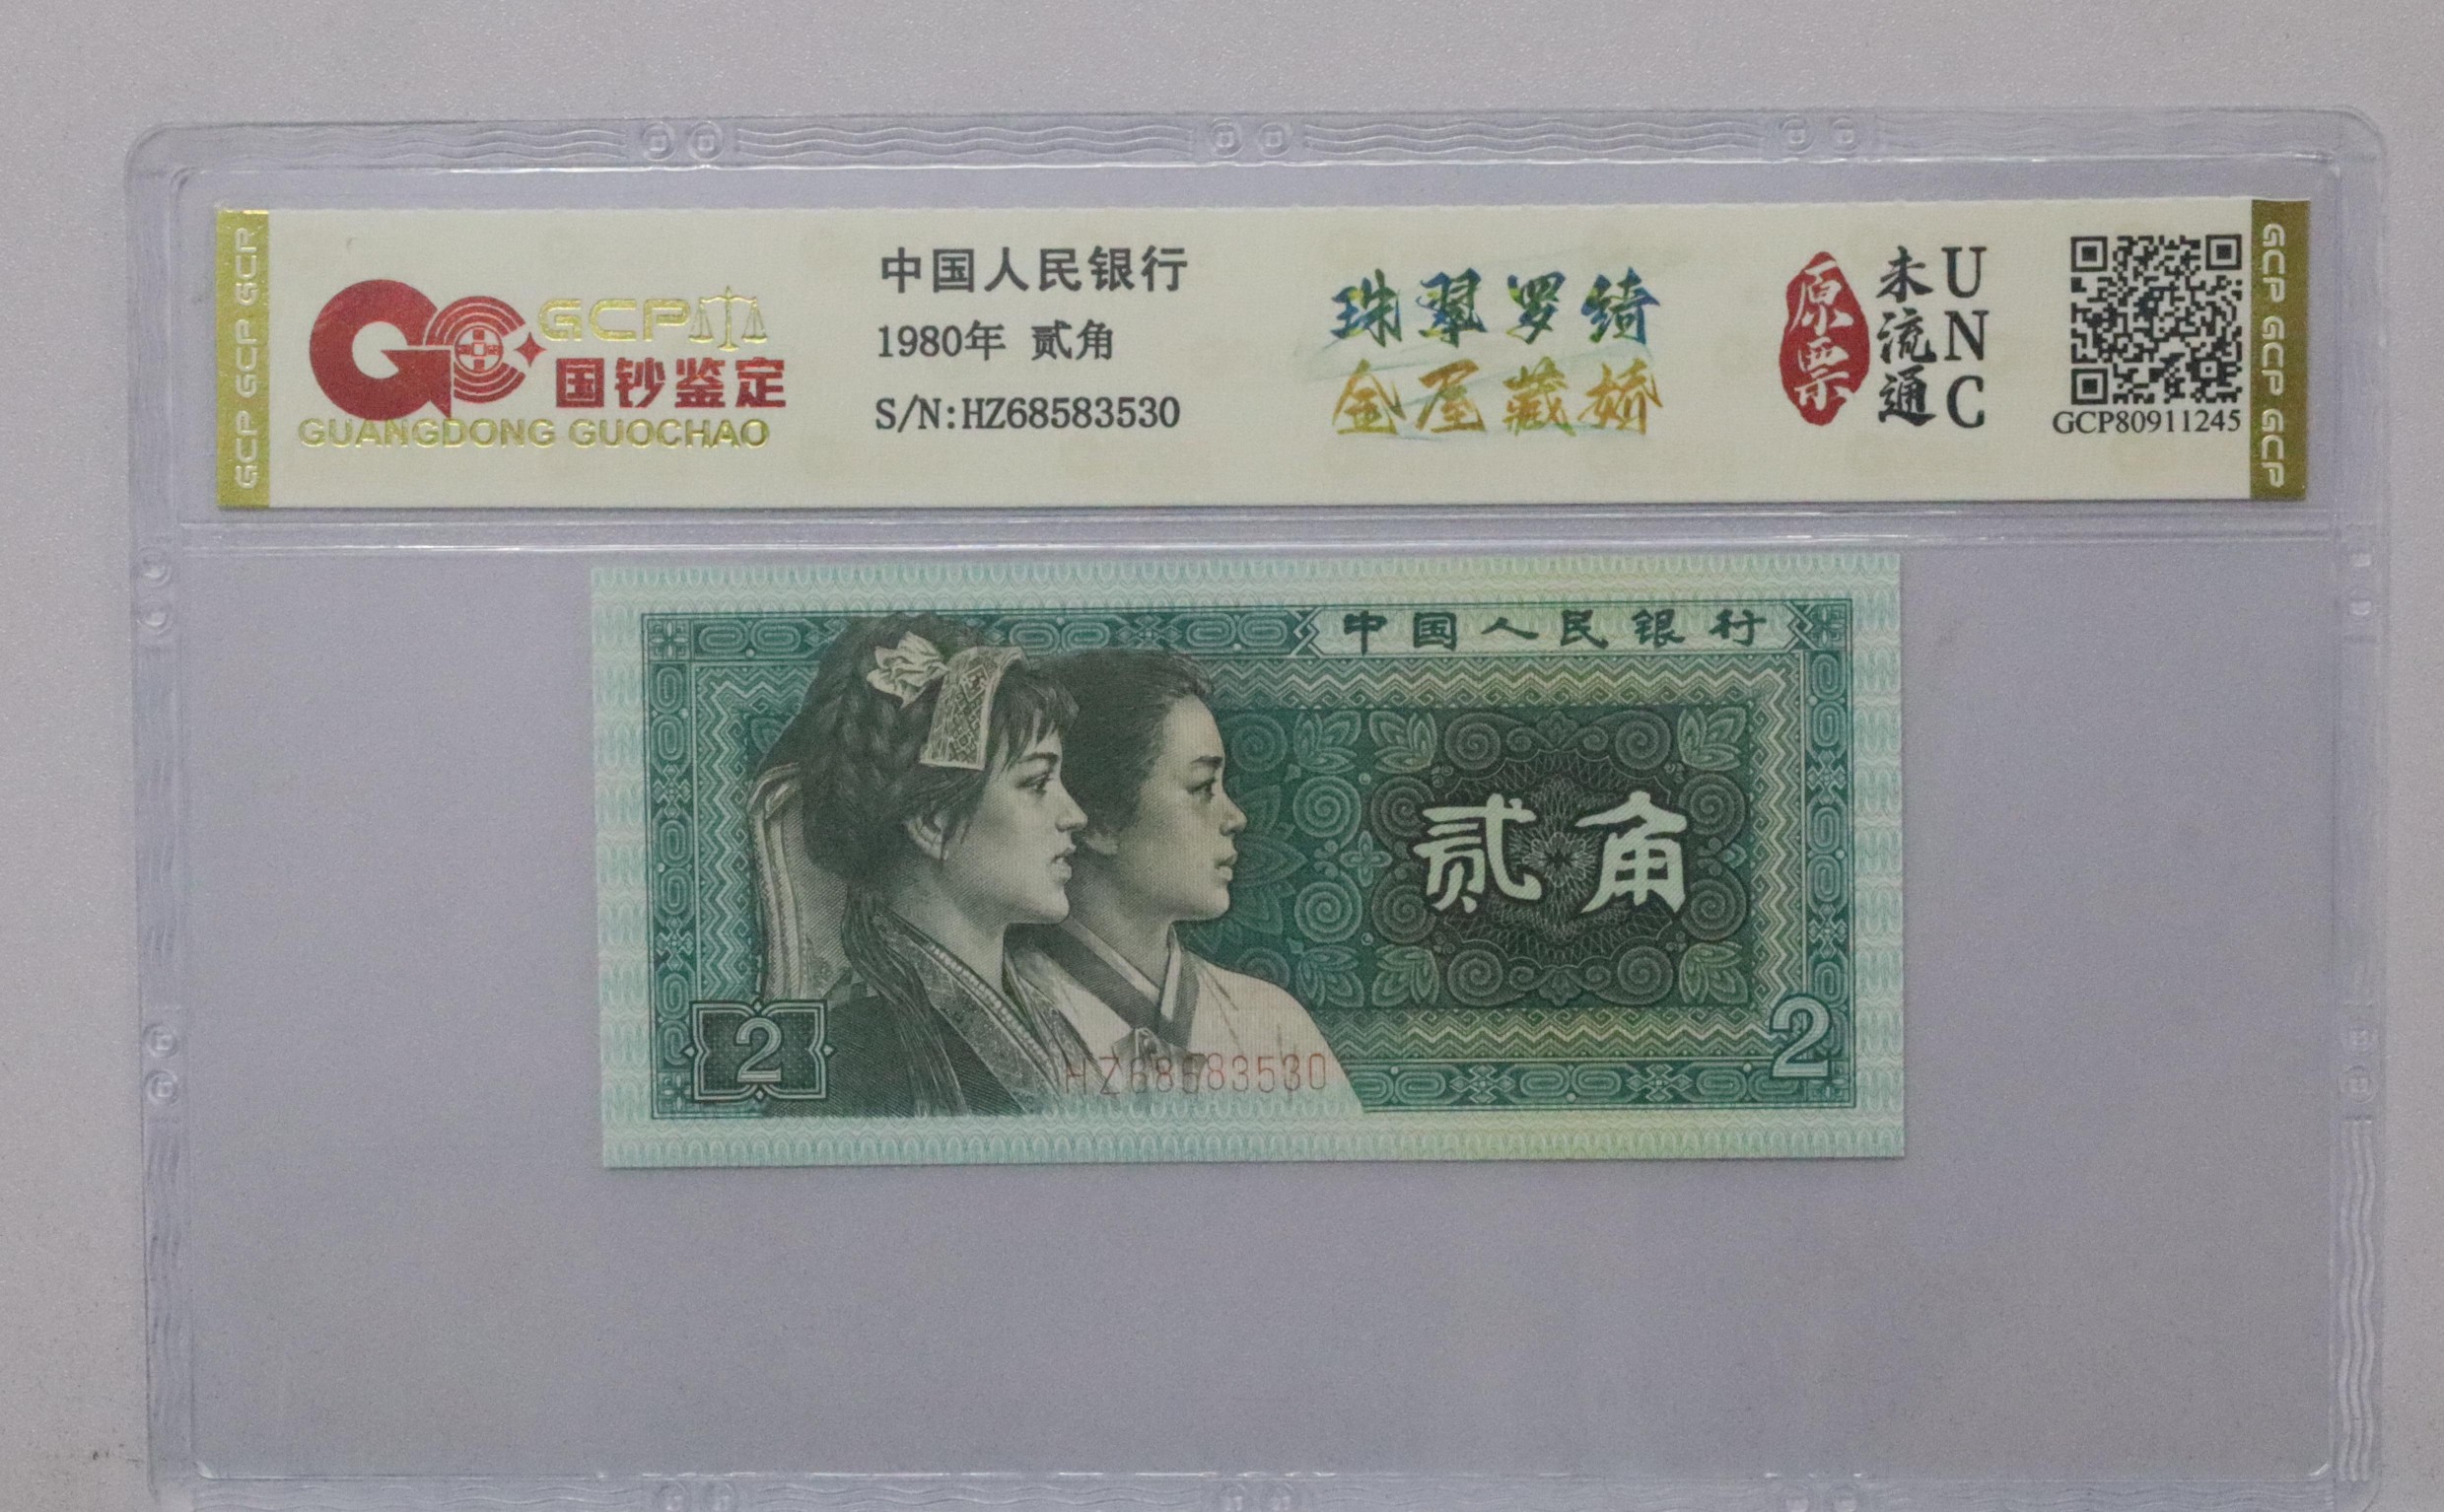 GCP GCP GCP
GCP
国钞鉴定
GUANGDONG GUOCHAO
中国人民银行
1980年 贰角
S/N:HZ68583530
珠翠罗绮
金屋藏娇
原票
未流通
UNC
GCP80911245
GCP GCP GCP
中国人民银行
贰角
2
HZ68583530
2